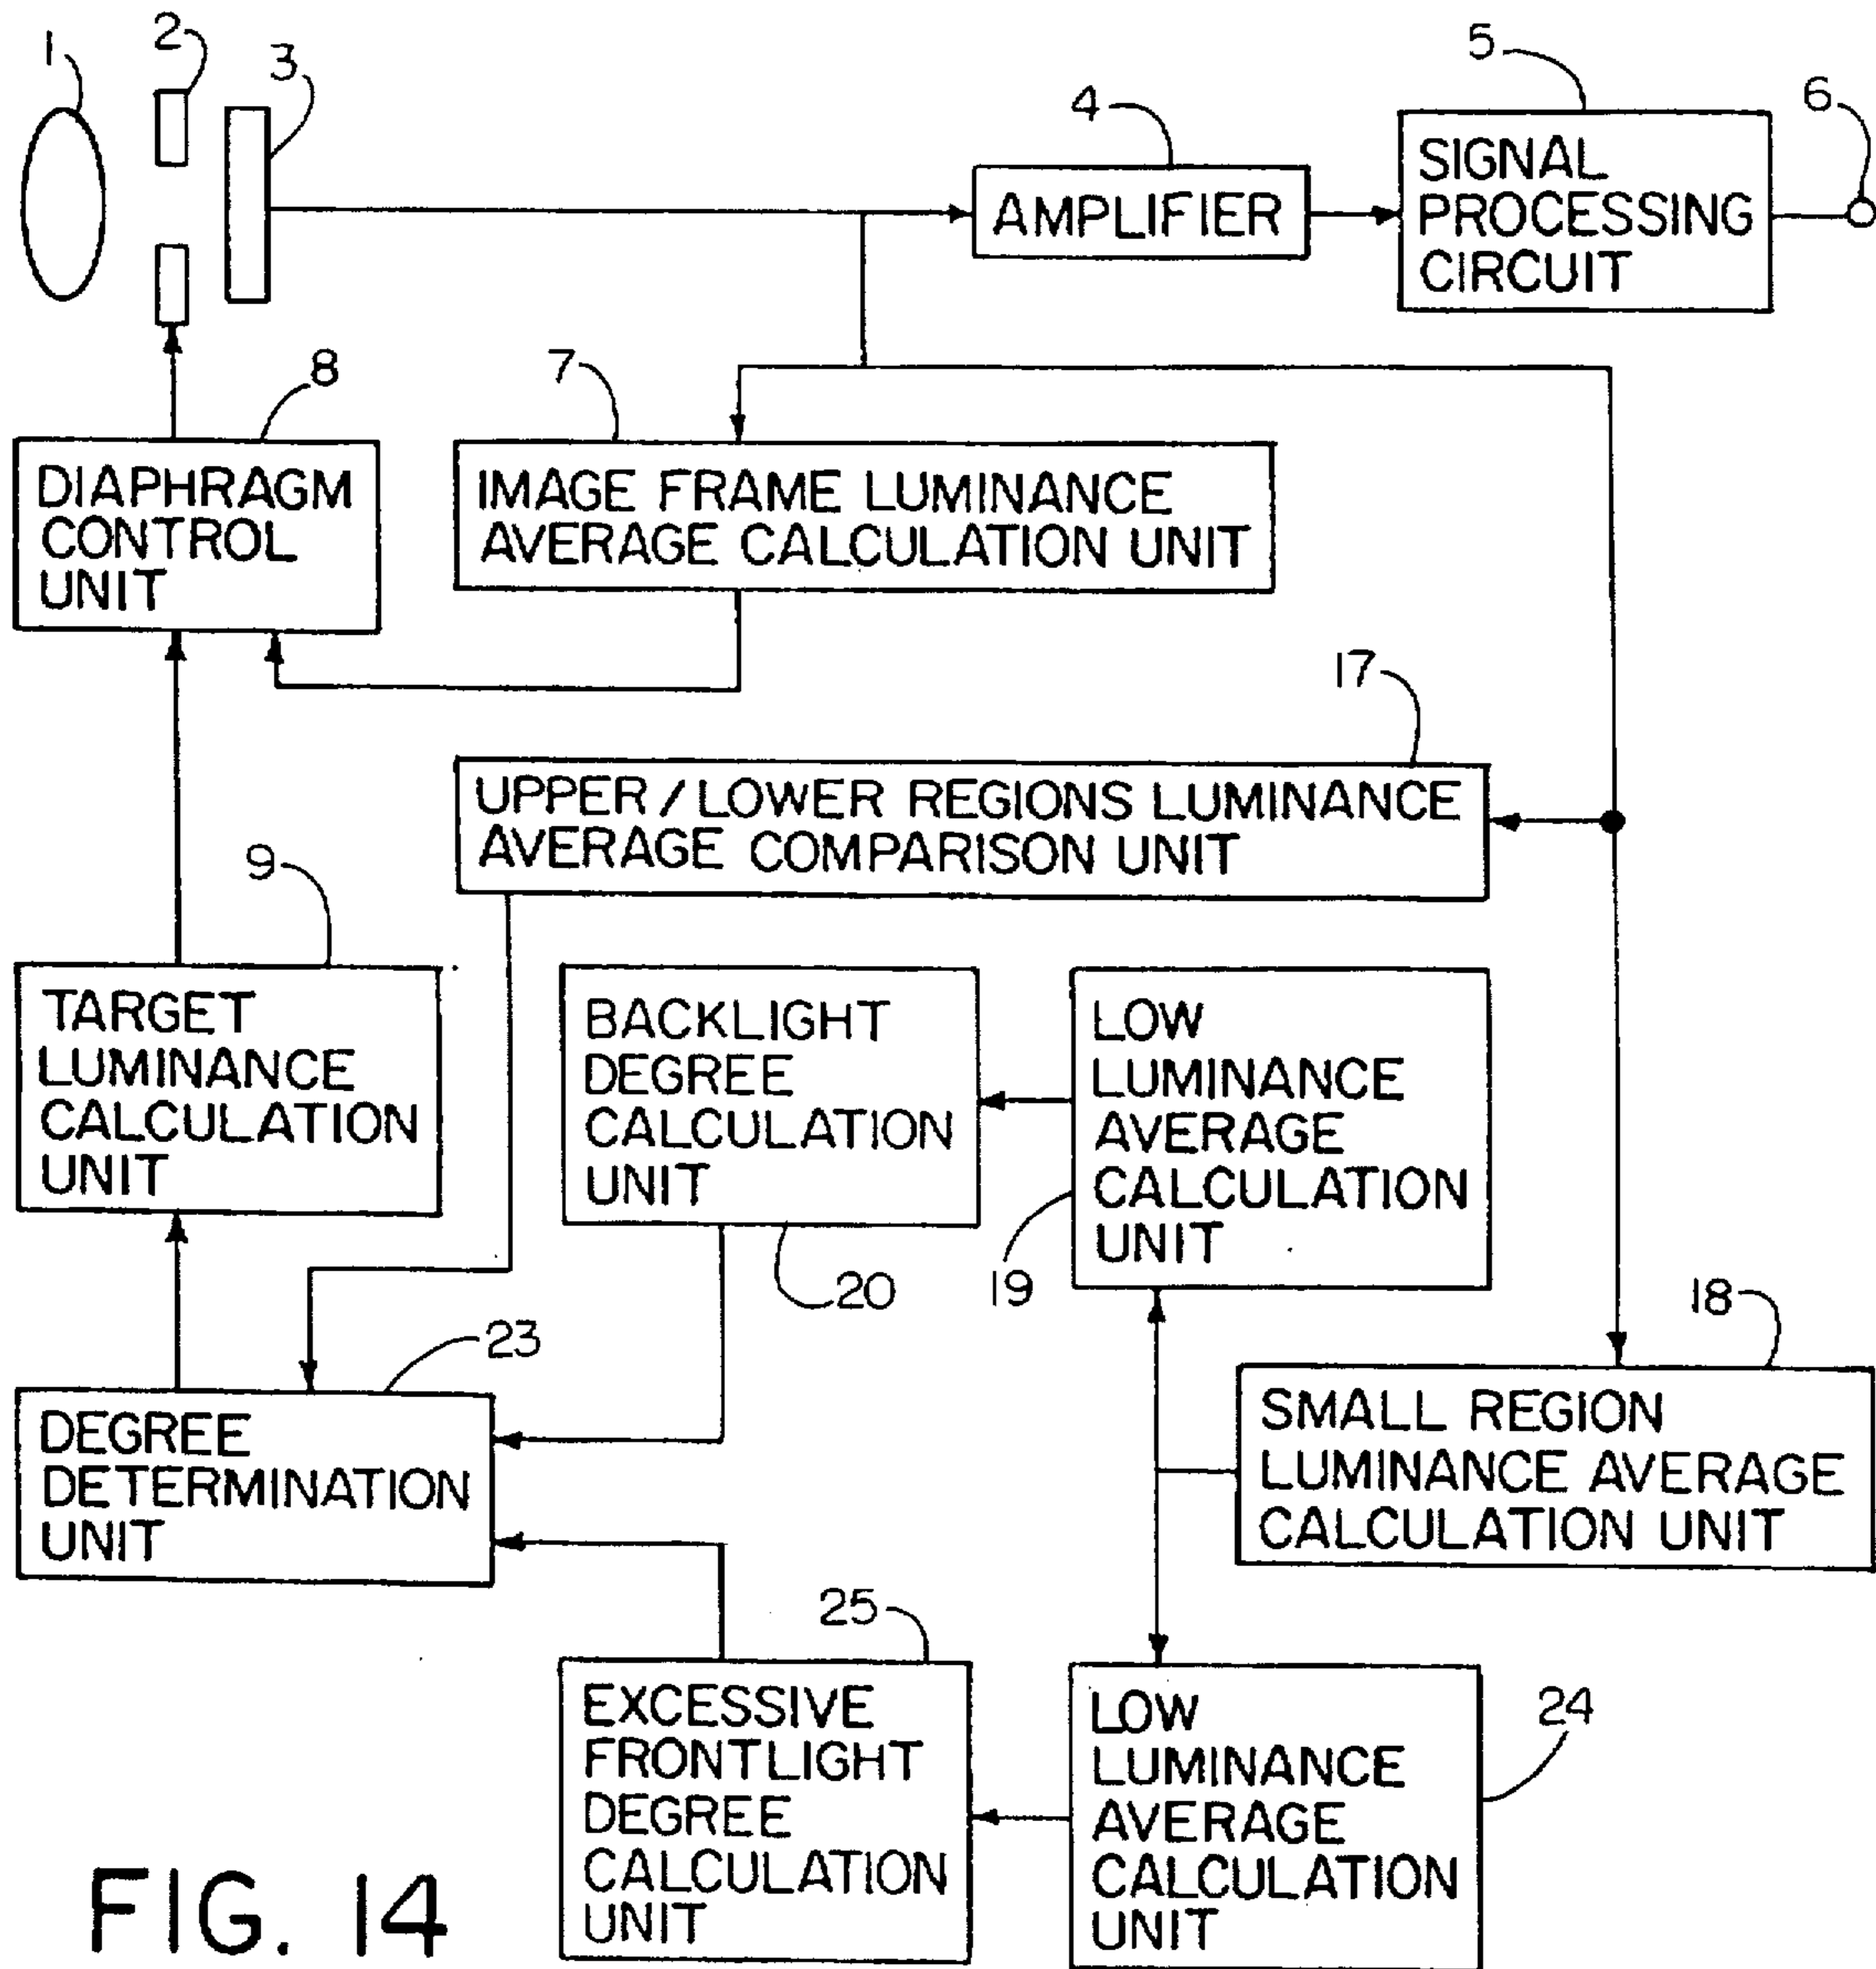 1
2
3
4
5
6
AMPLIFIER
SIGNAL
PROCESSING
CIRCUIT
8
7
DIAPHRAGM
CONTROL
UNIT
IMAGE FRAME LUMINANCE
AVERAGE CALCULATION UNIT
17
UPPER/LOWER REGIONS LUMINANCE
AVERAGE COMPARISON UNIT
9
TARGET
LUMINANCE
CALCULATION
UNIT
BACKLIGHT
DEGREE
CALCULATION
UNIT
LOW
LUMINANCE
AVERAGE
CALCULATION
UNIT
20
19
18
23
DEGREE
DETERMINATION
UNIT
SMALL REGION
LUMINANCE AVERAGE
CALCULATION UNIT
25
EXCESSIVE
FRONTLIGHT
DEGREE
CALCULATION
UNIT
LOW
LUMINANCE
AVERAGE
CALCULATION
UNIT
24
FIG. 14